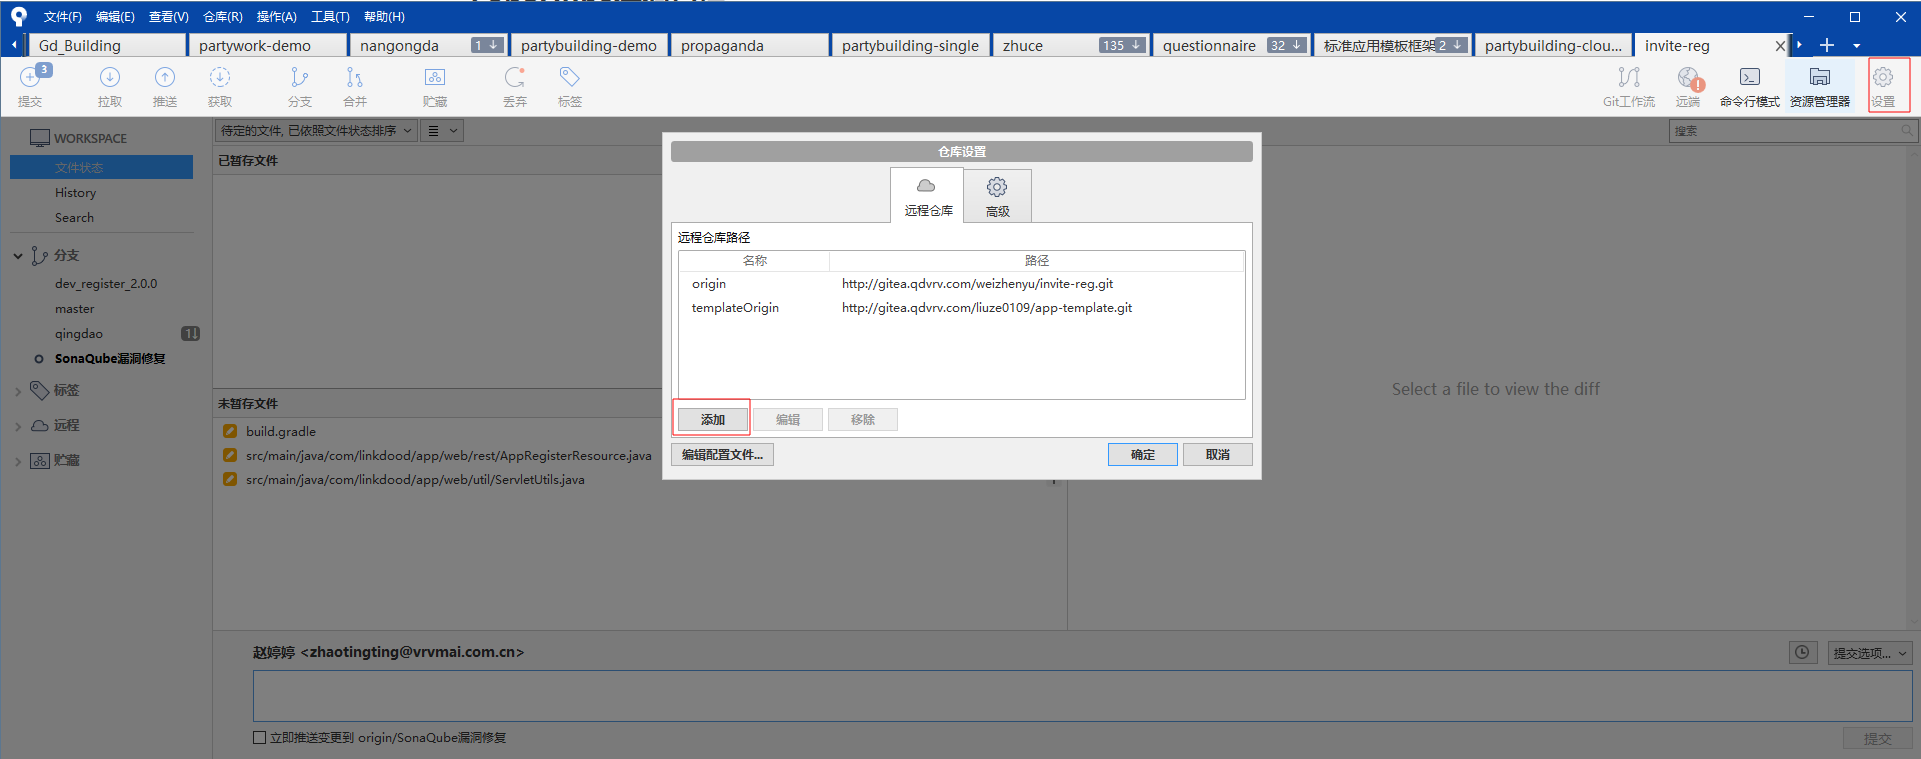 文件(F) 编辑(E) 查看(V) 仓库(R) 操作(A) 工具(T) 帮助(H)
Gd_Building partywork-demo nangongda 1 partybuilding-demo propaganda partybuilding-single zhuce 135 questionnaire 32 标准应用模板框架 2 partybuilding-clou... invite-reg
3
提交 拉取 推送 获取 分支 合并 贮藏 丢弃 标签 Git工作流 远端 命令行模式 资源管理器 设置
WORKSPACE
文件状态
History
Search
分支
dev_register_2.0.0
master
qingdao 1
SonaQube漏洞修复
标签
远程
贮藏
待定的文件, 已依照文件状态排序
搜索
已暂存文件
未暂存文件
build.gradle
src/main/java/com/linkdood/app/web/rest/AppRegisterResource.java
src/main/java/com/linkdood/app/web/util/ServletUtils.java
仓库设置
远程仓库 高级
远程仓库路径
名称 路径
origin http://gitea.qdvrv.com/weizhenyu/invite-reg.git
templateOrigin http://gitea.qdvrv.com/liuze0109/app-template.git
添加 编辑 移除
编辑配置文件... 确定 取消
Select a file to view the diff
赵婷婷 <zhaotingting@vrvmai.com.cn>
提交选项...
立即推送变更到 origin/SonaQube漏洞修复
提交